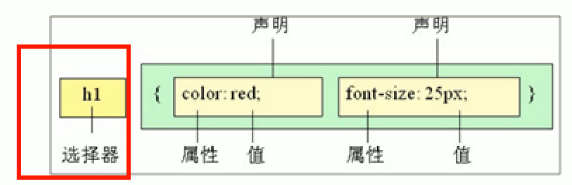 声明 声明
h1 { color: red; font-size: 25px; }
选择器 属性 值 属性 值